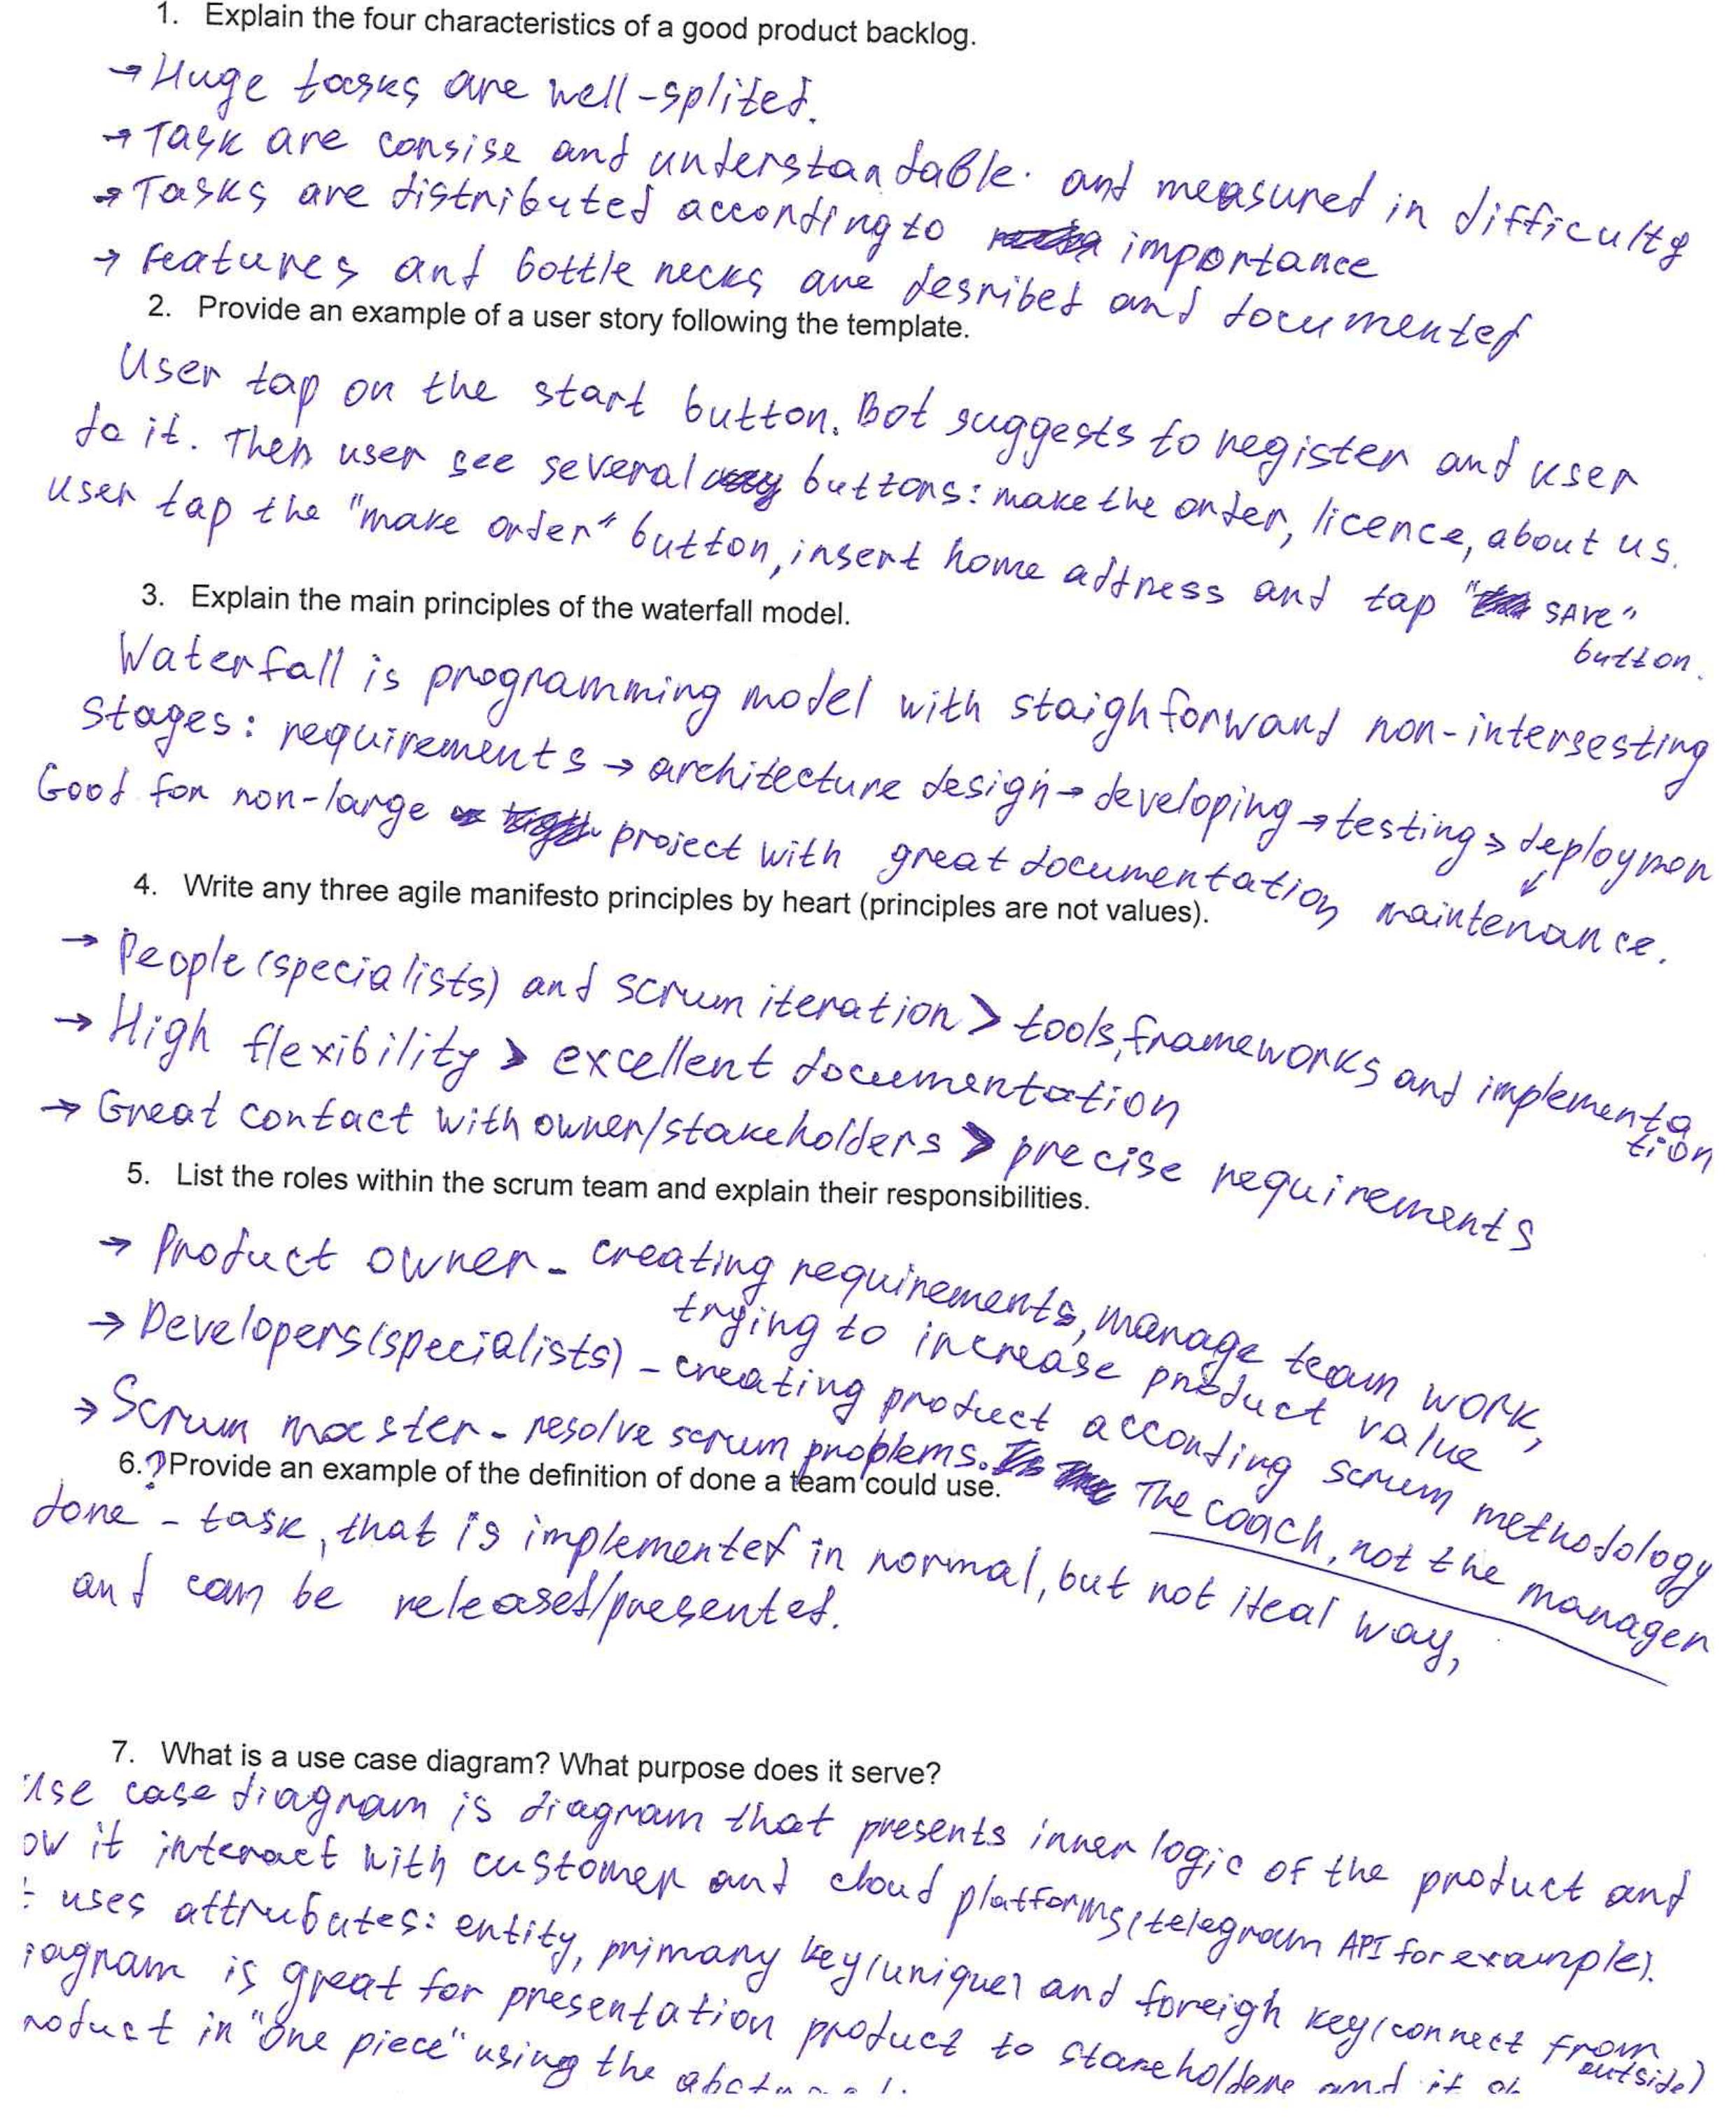 1. Explain the four characteristics of a good product backlog.
→ Huge tasks are well-splited.
→ Task are consise and understandable. and measured in difficulty
→ Tasks are distributed according to importance
→ Features and bottle necks are desribed and documented
2. Provide an example of a user story following the template.
User tap on the start button. Bot suggests to register and user
do it. Then user see several buttons: make the order, licence, about us.
User tap the "make order" button, insert home address and tap "SAVe"
button.
3. Explain the main principles of the waterfall model.
Waterfall is programming model with staighforward non-intersesting
stages: requirements → architecture design → developing → testing → deploymen
↓
Good for non-large project with great documentation maintenance.
4. Write any three agile manifesto principles by heart (principles are not values).
→ People (specialists) and scrum iteration > tools, frameworks and implementa
tion
→ High flexibility > excellent documentation
→ Great contact with owner/stakeholders > precise requirements
5. List the roles within the scrum team and explain their responsibilities.
→ Product owner - creating requirements, manage team work,
trying to increase product value
→ Developers (specialists) - creating product according scrum methodology
→ Scrum master - resolve scrum problems. The coach, not the manager
6.? Provide an example of the definition of done a team could use.
done - task, that is implemented in normal, but not ideal way,
and can be released/presented.
7. What is a use case diagram? What purpose does it serve?
Use case diagram is diagram that presents inner logic of the product and
ow it interact with customer and cloud platforms (telegram API for example).
uses attrubutes: entity, primary key (unique) and foreigh key (connect from
outside)
iagram is great for presentation product to stakeholders and it
roduct in "one piece" using the